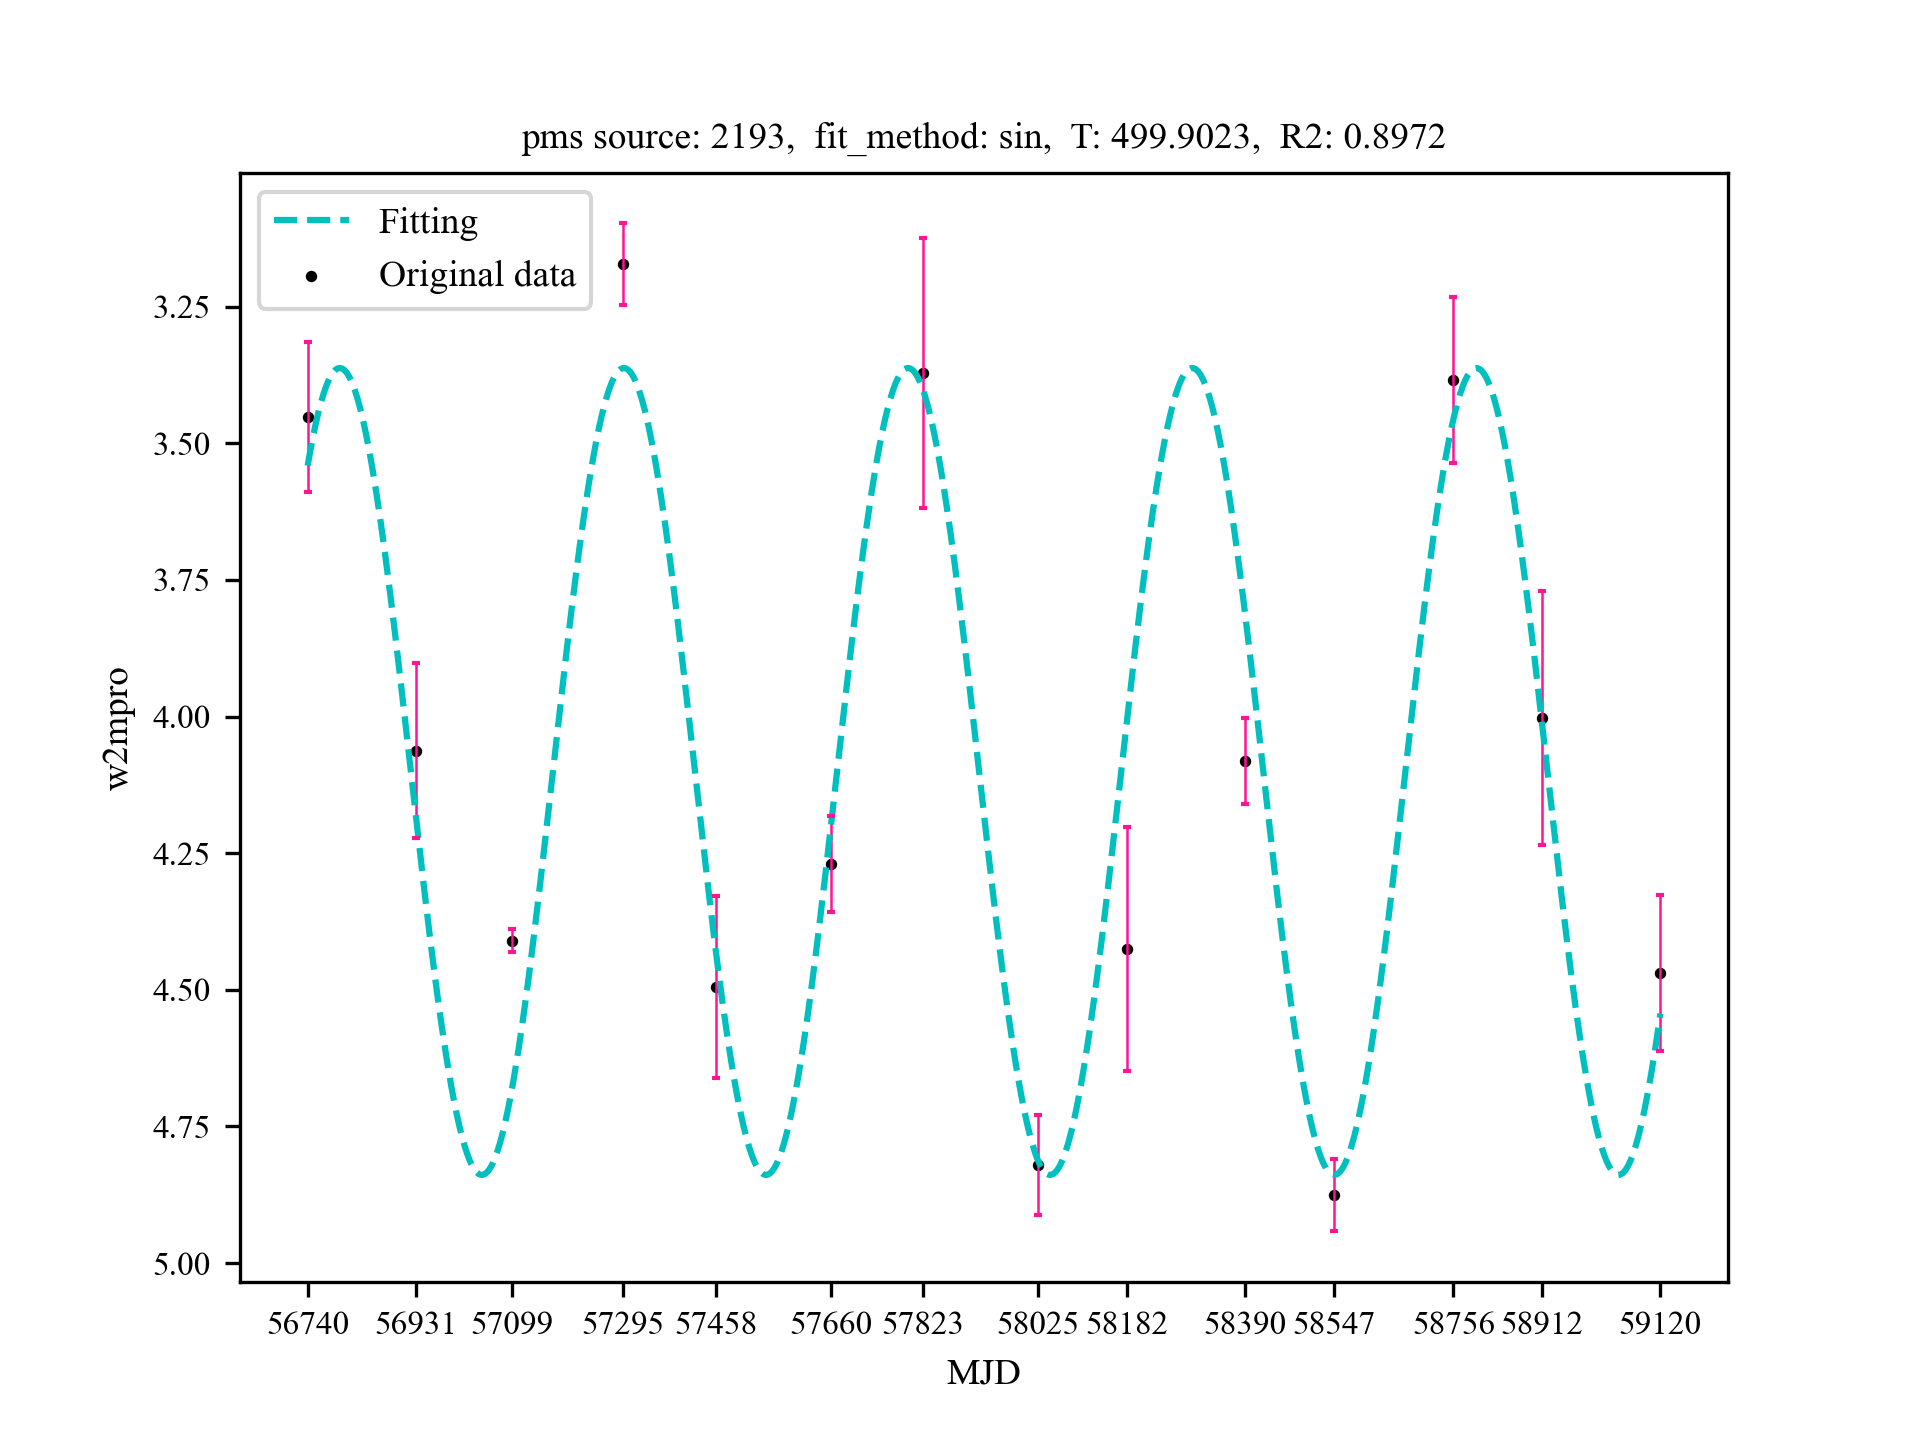 pms source: 2193,  fit_method: sin,  T: 499.9023,  R2: 0.8972
Fitting
Original data
3.25
3.50
3.75
4.00
4.25
4.50
4.75
5.00
w2mpro
56740 56931 57099 57295 57458 57660 57823 58025 58182 58390 58547 58756 58912 59120
MJD